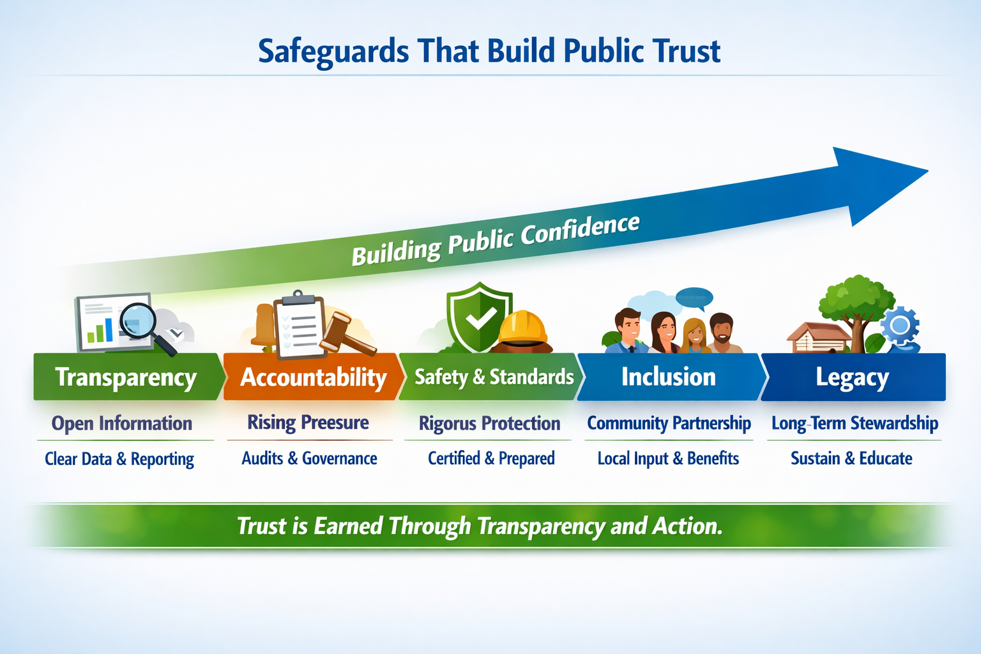 Safeguards That Build Public Trust
Building Public Confidence
Transparency
Accountability
Safety & Standards
Inclusion
Legacy
Open Information
Rising Preesure
Rigorus Protection
Community Partnership
Long-Term Stewardship
Clear Data & Reporting
Audits & Governance
Certified & Prepared
Local Input & Benefits
Sustain & Educate
Trust is Earned Through Transparency and Action.